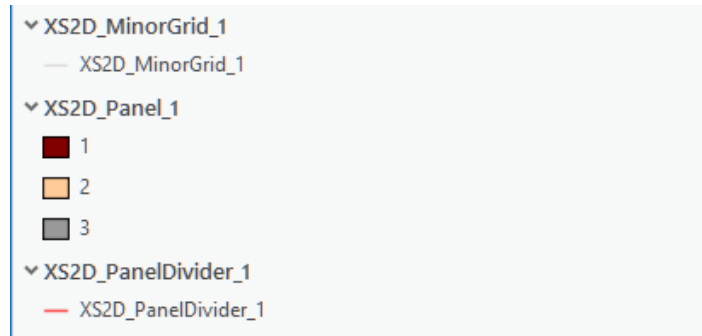 XS2D_MinorGrid_1
XS2D_MinorGrid_1
XS2D_Panel_1
1
2
3
XS2D_PanelDivider_1
XS2D_PanelDivider_1